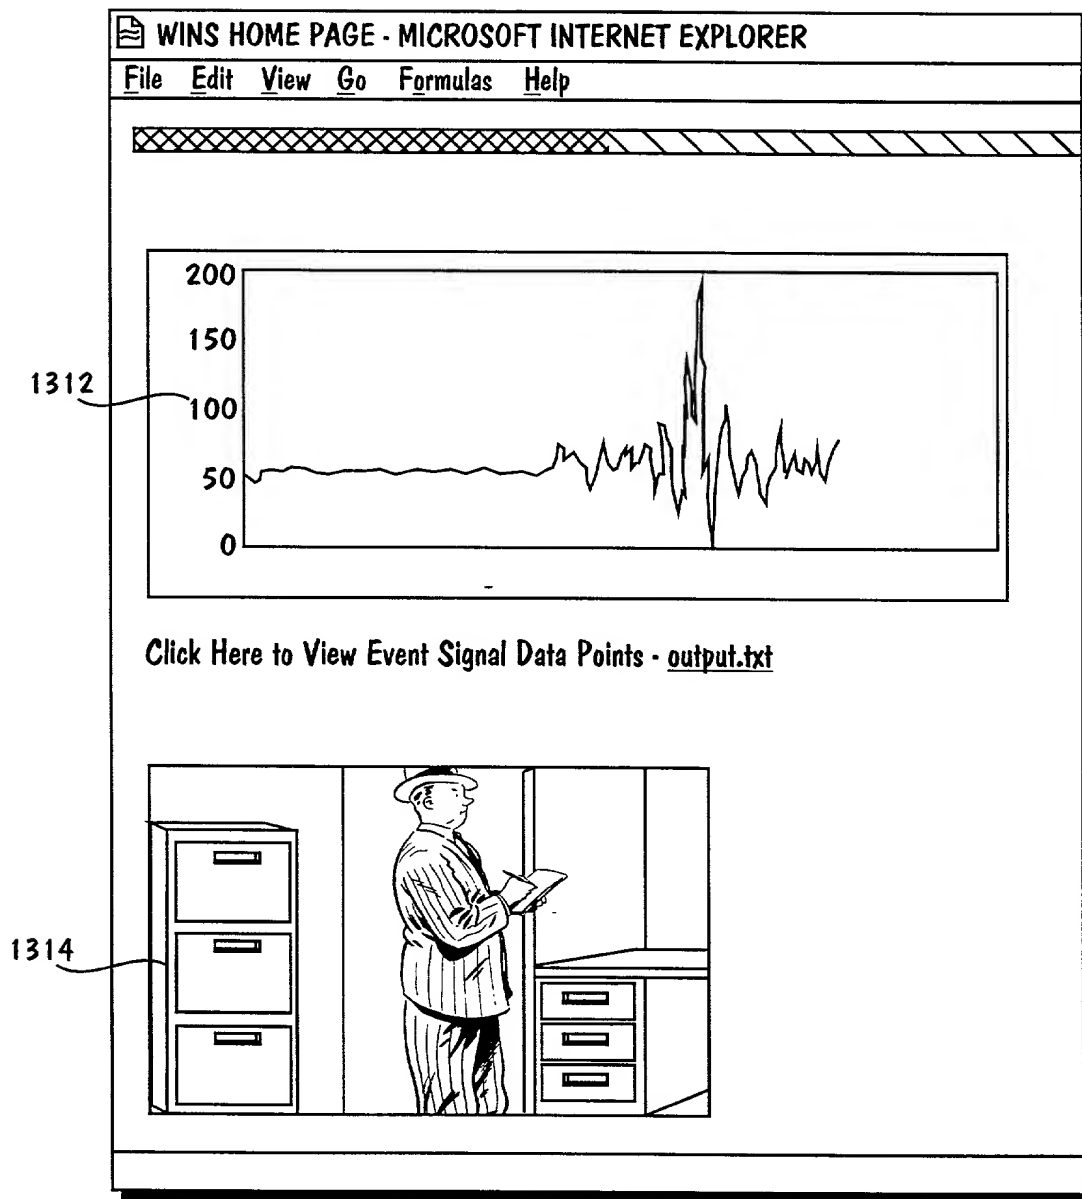 WINS HOME PAGE - MICROSOFT INTERNET EXPLORER
File Edit View Go Formulas Help
200
150
1312
100
50
0
Click Here to View Event Signal Data Points - output.txt
1314